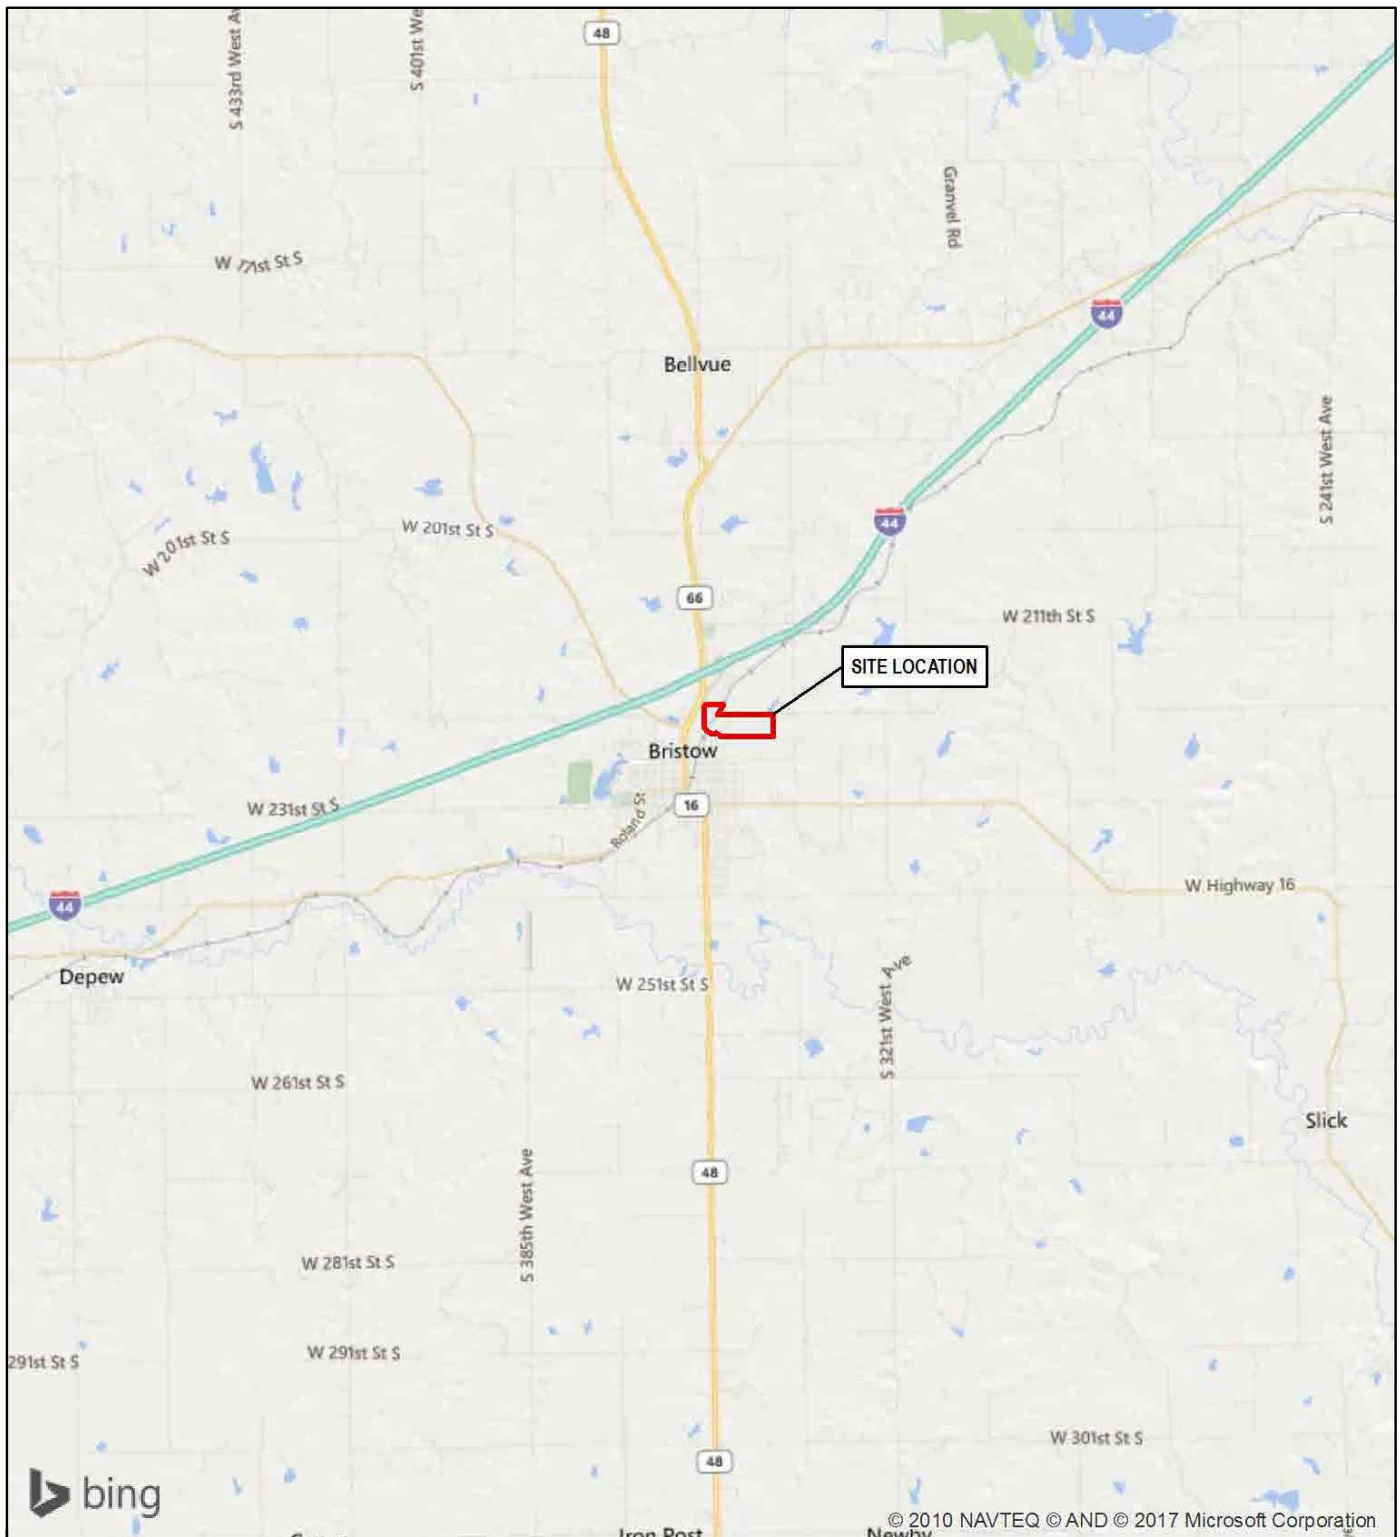 48
S 433rd West Av
S 401st We
Granvel Rd
W 171st St S
44
Bellvue
S 241st West Ave
W 201st St S
W 201st St S
44
66
W 211th St S
SITE LOCATION
Bristow
W 231st St S
16
Roland St
W Highway 16
44
Depew
W 251st St S
S 321st West Ave
W 261st St S
Slick
48
S 385th West Ave
W 281st St S
W 291st St S
291st St S
W 301st St S
48
bing
© 2010 NAVTEQ © AND © 2017 Microsoft Corporation
Iron Post
Newby